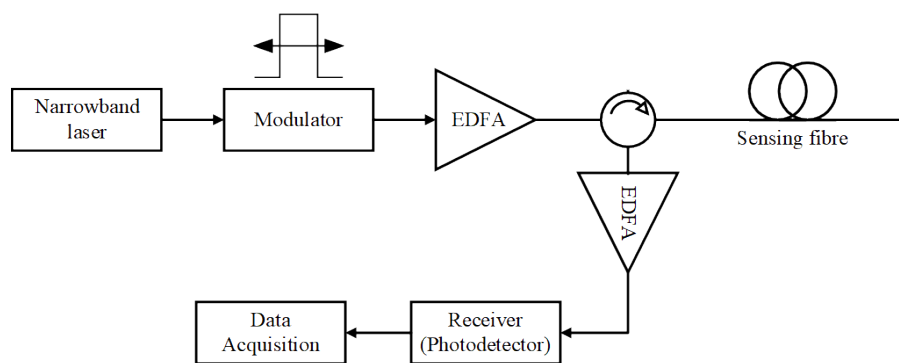 Narrowband
laser
Modulator
EDFA
Sensing fibre
EDFA
Receiver
(Photodetector)
Data
Acquisition